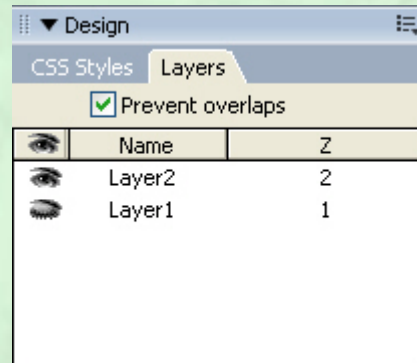 Design
CSS Styles Layers
Prevent overlaps
Name Z
Layer2 2
Layer1 1